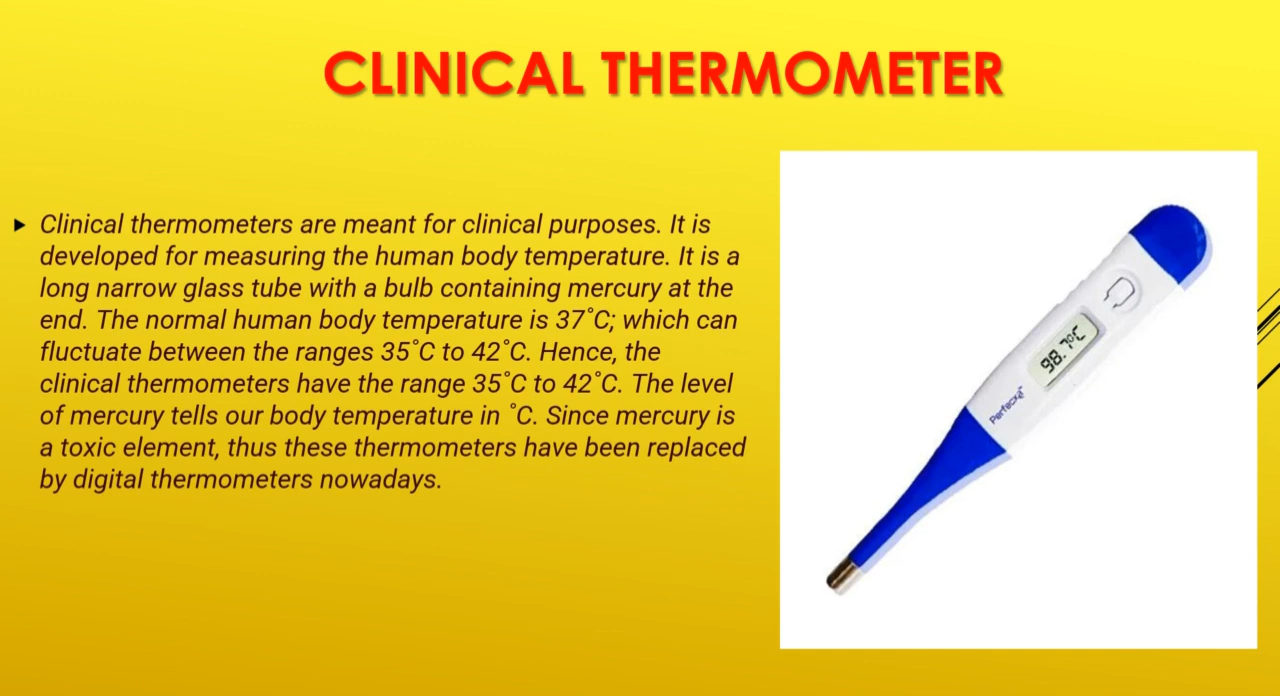 CLINICAL THERMOMETER
Clinical thermometers are meant for clinical purposes. It is
developed for measuring the human body temperature. It is a
long narrow glass tube with a bulb containing mercury at the
end. The normal human body temperature is 37˚C; which can
fluctuate between the ranges 35˚C to 42˚C. Hence, the
clinical thermometers have the range 35˚C to 42˚C. The level
of mercury tells our body temperature in ˚C. Since mercury is
a toxic element, thus these thermometers have been replaced
by digital thermometers nowadays.
98.7°C